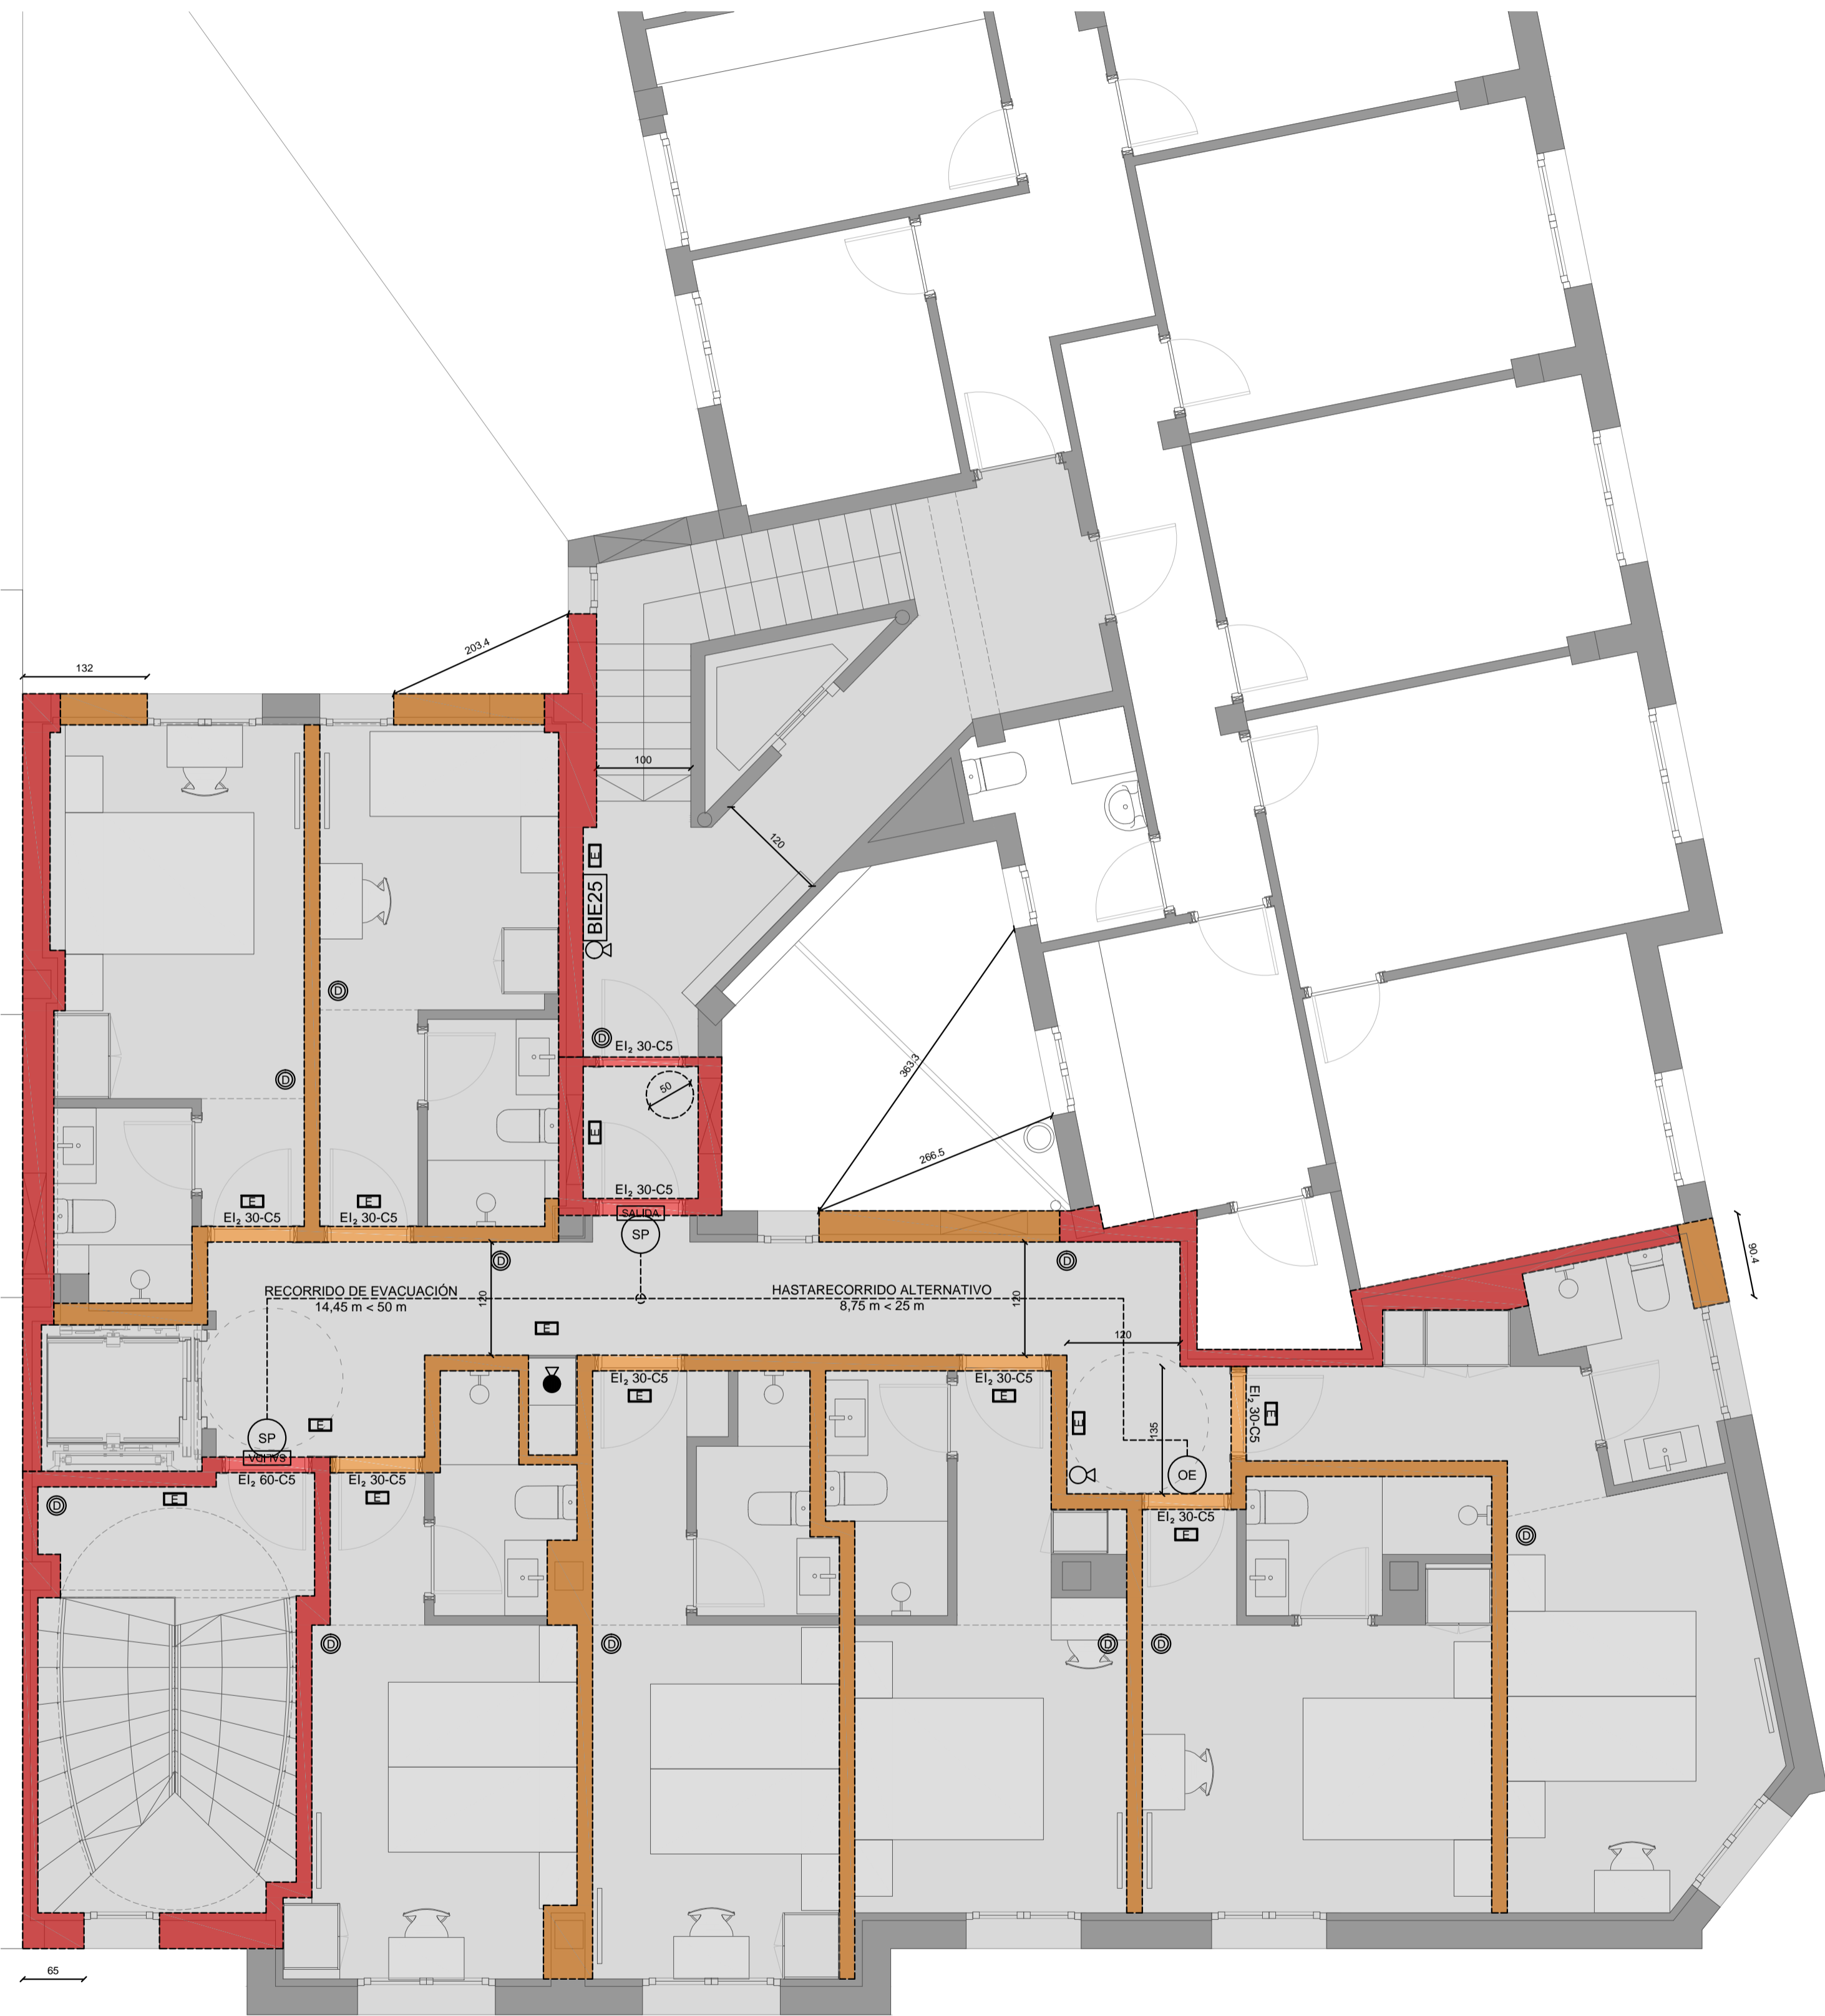 203.4
132
100
120
E
BIE25
D
D
EI₂ 30-C5
D
50
363.3
E
266.5
E
E
EI₂ 30-C5
EI₂ 30-C5
EI₂ 30-C5
SALIDA
SP
D
D
90.4
RECORRIDO DE EVACUACIÓN
14,45 m < 50 m
120
HASTARECORRIDO ALTERNATIVO
8,75 m < 25 m
120
E
120
EI₂ 30-C5
E
EI₂ 30-C5
E
135
EI₂ 30-C5
E
E
E
SP
SALIDA
EI₂ 60-C5
EI₂ 30-C5
OE
E
E
D
EI₂ 30-C5
E
D
D
D
D
D
65